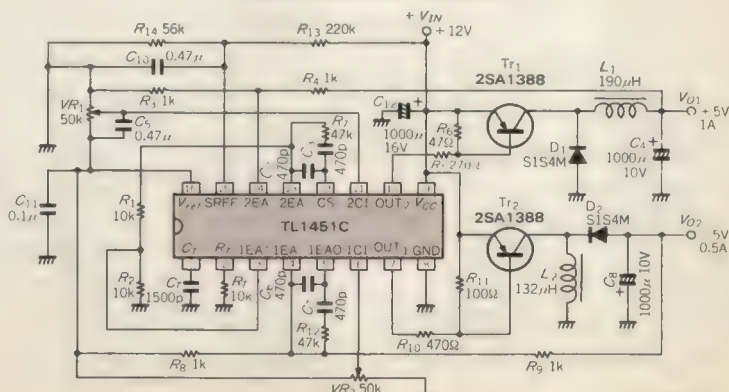 + VIN
+ 12V
R14 56k
R13 220k
C10 0.47μ
R3 1k
R4 1k
VR1
50k
C5
0.47μ
R7
47k
470p
470p
C12
1000μ
16V
R6
47Ω
270Ω
Tr1
2SA1388
L1
190μH
D1
S1S4M
C4
1000μ
10V
VO1
+ 5V
1A
C11
0.1μ
R1
10k
R2
10k
Vref SRFF 2EA 2EA CS 2CI OUT2 VCC
TL1451C
CT RT 1EA 1EA 1EAO 1CI OUT1 GND
CT
1500p
RT
10k
C6
470p
470p
R12
47k
Tr2
2SA1388
R11
100Ω
R10 470Ω
D2
S1S4M
L2
132μH
C8
1000μ 10V
VO2
5V
0.5A
R8 1k
R9 1k
50k